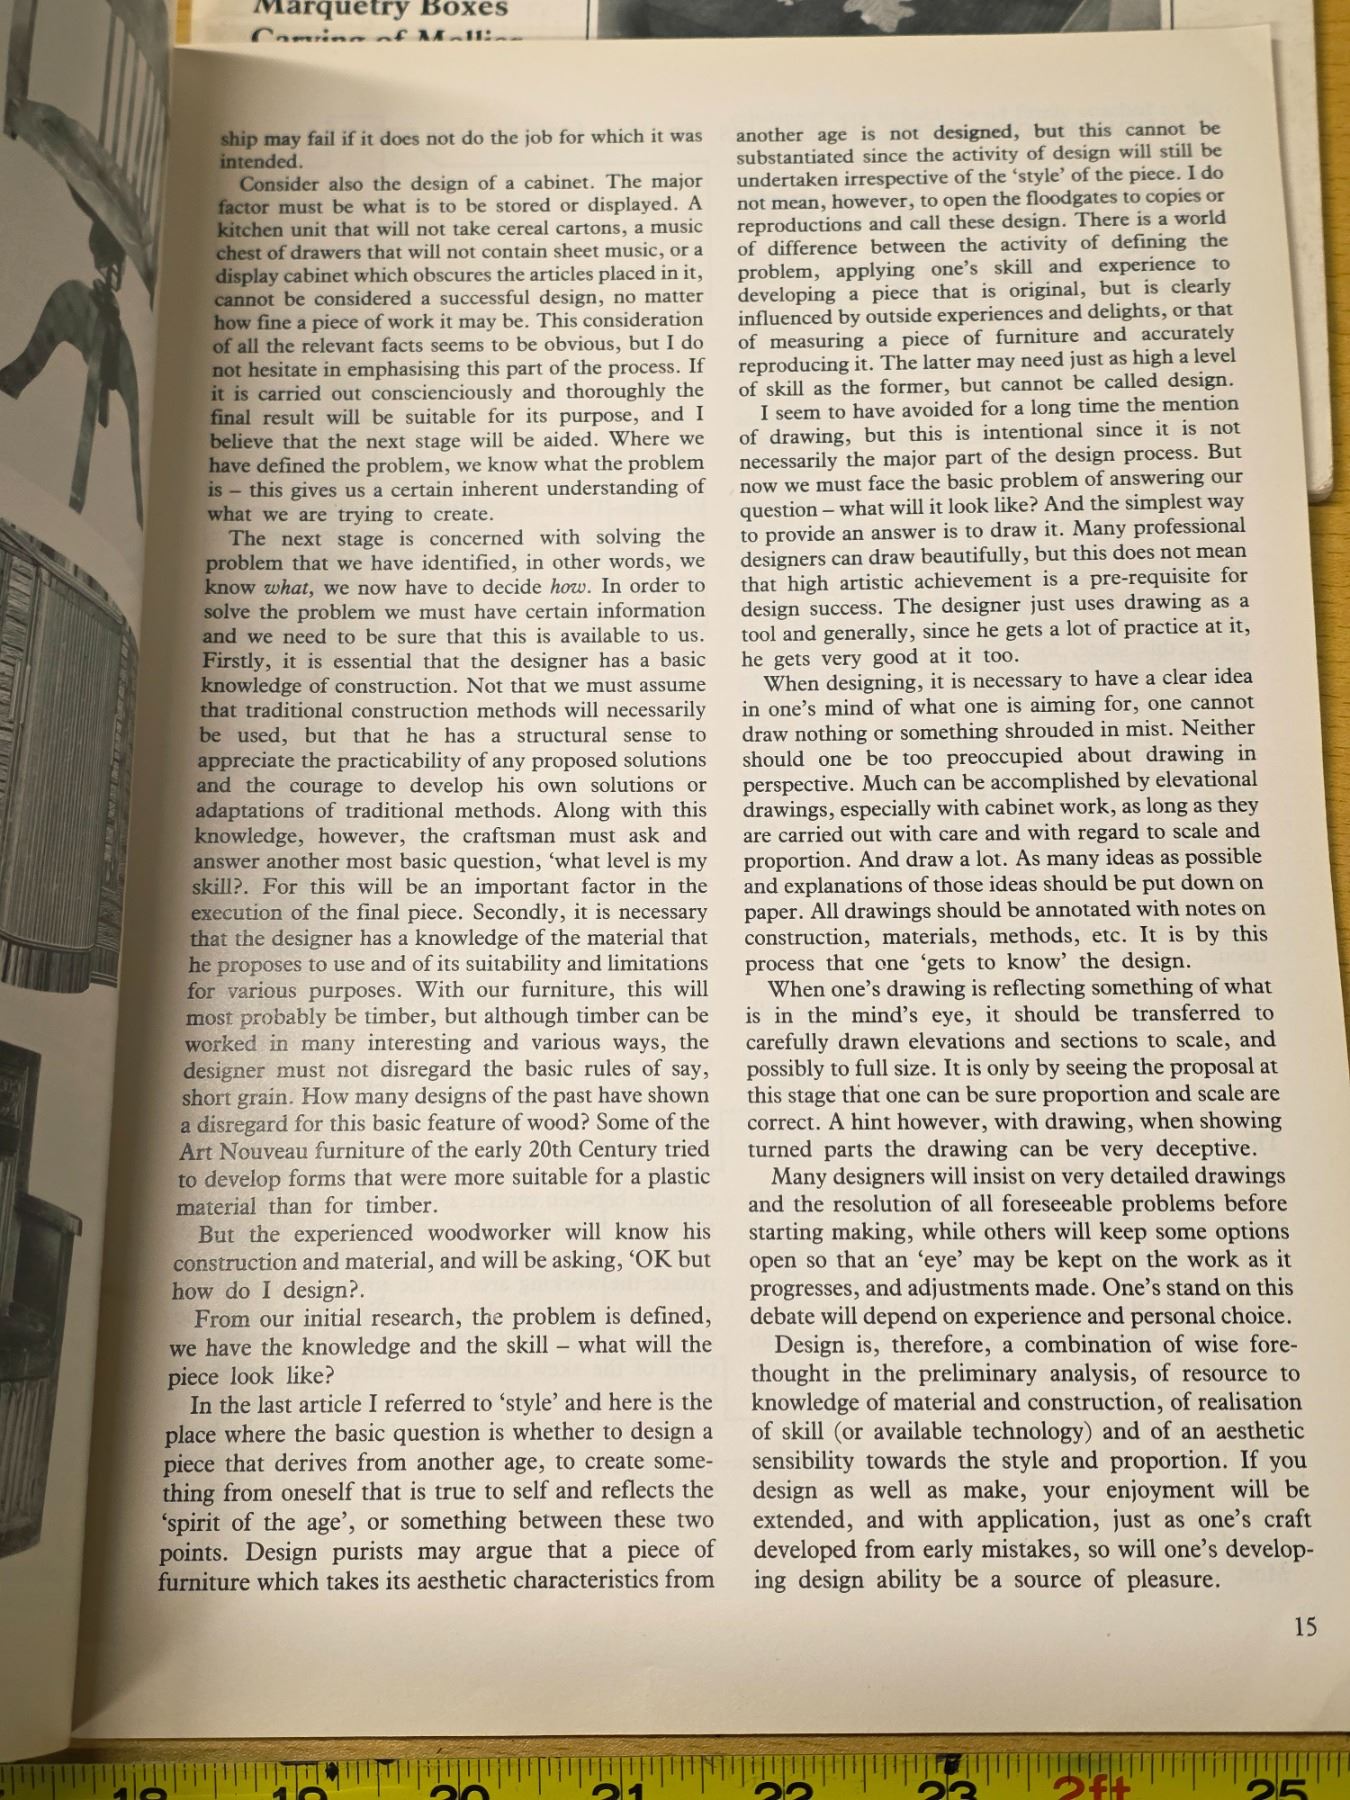 Marquetry Boxes
Carving of
ship may fail if it does not do the job for which it was
intended.
Consider also the design of a cabinet. The major
factor must be what is to be stored or displayed. A
kitchen unit that will not take cereal cartons, a music
chest of drawers that will not contain sheet music, or a
display cabinet which obscures the articles placed in it,
cannot be considered a successful design, no matter
how fine a piece of work it may be. This consideration
of all the relevant facts seems to be obvious, but I do
not hesitate in emphasising this part of the process. If
it is carried out conscienciously and thoroughly the
final result will be suitable for its purpose, and I
believe that the next stage will be aided. Where we
have defined the problem, we know what the problem
is – this gives us a certain inherent understanding of
what we are trying to create.
The next stage is concerned with solving the
problem that we have identified, in other words, we
know what, we now have to decide how. In order to
solve the problem we must have certain information
and we need to be sure that this is available to us.
Firstly, it is essential that the designer has a basic
knowledge of construction. Not that we must assume
that traditional construction methods will necessarily
be used, but that he has a structural sense to
appreciate the practicability of any proposed solutions
and the courage to develop his own solutions or
adaptations of traditional methods. Along with this
knowledge, however, the craftsman must ask and
answer another most basic question, ‘what level is my
skill?. For this will be an important factor in the
execution of the final piece. Secondly, it is necessary
that the designer has a knowledge of the material that
he proposes to use and of its suitability and limitations
for various purposes. With our furniture, this will
most probably be timber, but although timber can be
worked in many interesting and various ways, the
designer must not disregard the basic rules of say,
short grain. How many designs of the past have shown
a disregard for this basic feature of wood? Some of the
Art Nouveau furniture of the early 20th Century tried
to develop forms that were more suitable for a plastic
material than for timber.
But the experienced woodworker will know his
construction and material, and will be asking, ‘OK but
how do I design?.
From our initial research, the problem is defined,
we have the knowledge and the skill – what will the
piece look like?
In the last article I referred to ‘style’ and here is the
place where the basic question is whether to design a
piece that derives from another age, to create some-
thing from oneself that is true to self and reflects the
‘spirit of the age’, or something between these two
points. Design purists may argue that a piece of
furniture which takes its aesthetic characteristics from
another age is not designed, but this cannot be
substantiated since the activity of design will still be
undertaken irrespective of the ‘style’ of the piece. I do
not mean, however, to open the floodgates to copies or
reproductions and call these design. There is a world
of difference between the activity of defining the
problem, applying one’s skill and experience to
developing a piece that is original, but is clearly
influenced by outside experiences and delights, or that
of measuring a piece of furniture and accurately
reproducing it. The latter may need just as high a level
of skill as the former, but cannot be called design.
I seem to have avoided for a long time the mention
of drawing, but this is intentional since it is not
necessarily the major part of the design process. But
now we must face the basic problem of answering our
question – what will it look like? And the simplest way
to provide an answer is to draw it. Many professional
designers can draw beautifully, but this does not mean
that high artistic achievement is a pre-requisite for
design success. The designer just uses drawing as a
tool and generally, since he gets a lot of practice at it,
he gets very good at it too.
When designing, it is necessary to have a clear idea
in one’s mind of what one is aiming for, one cannot
draw nothing or something shrouded in mist. Neither
should one be too preoccupied about drawing in
perspective. Much can be accomplished by elevational
drawings, especially with cabinet work, as long as they
are carried out with care and with regard to scale and
proportion. And draw a lot. As many ideas as possible
and explanations of those ideas should be put down on
paper. All drawings should be annotated with notes on
construction, materials, methods, etc. It is by this
process that one ‘gets to know’ the design.
When one’s drawing is reflecting something of what
is in the mind’s eye, it should be transferred to
carefully drawn elevations and sections to scale, and
possibly to full size. It is only by seeing the proposal at
this stage that one can be sure proportion and scale are
correct. A hint however, with drawing, when showing
turned parts the drawing can be very deceptive.
Many designers will insist on very detailed drawings
and the resolution of all foreseeable problems before
starting making, while others will keep some options
open so that an ‘eye’ may be kept on the work as it
progresses, and adjustments made. One’s stand on this
debate will depend on experience and personal choice.
Design is, therefore, a combination of wise fore-
thought in the preliminary analysis, of resource to
knowledge of material and construction, of realisation
of skill (or available technology) and of an aesthetic
sensibility towards the style and proportion. If you
design as well as make, your enjoyment will be
extended, and with application, just as one’s craft
developed from early mistakes, so will one’s develop-
ing design ability be a source of pleasure.
15
18 19 20 21 22 23 2ft 25